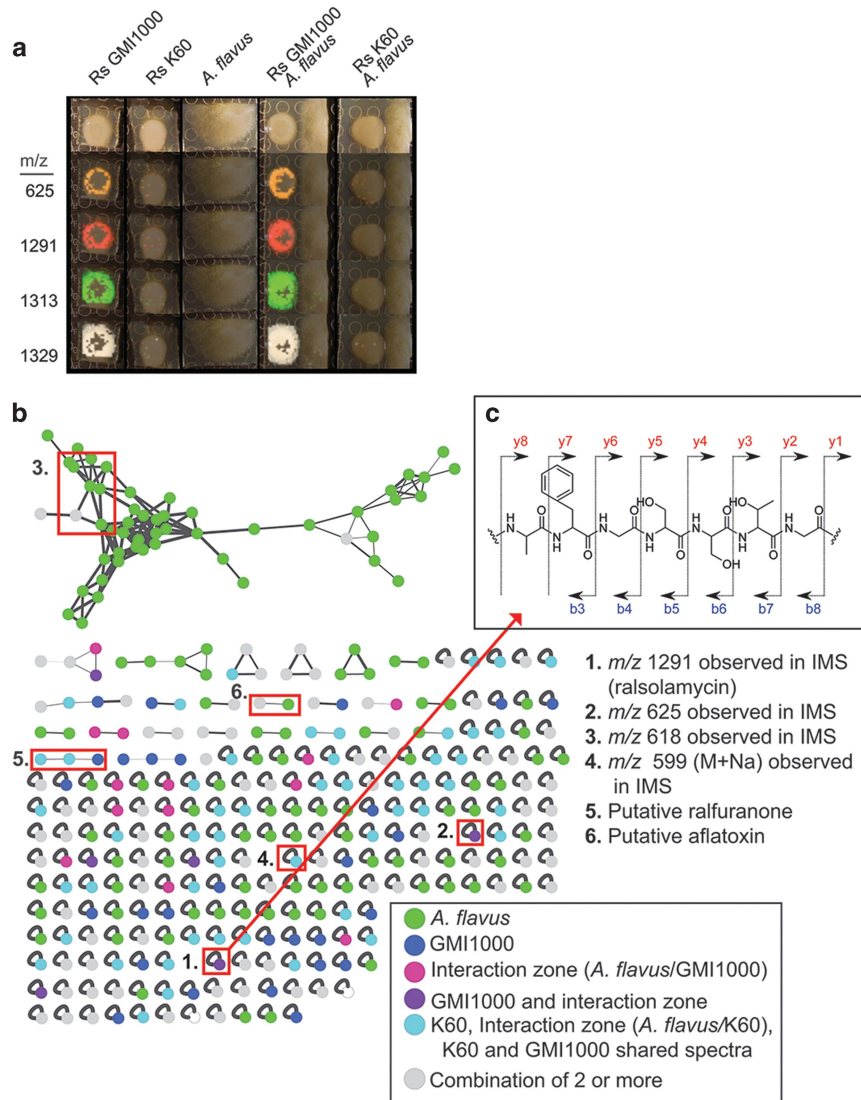 a
Rs GMI1000
Rs K60
A. flavus
Rs GMI1000
A. flavus
Rs K60
A. flavus
m/z
625
1291
1313
1329
b
3.
6.
5.
2.
4.
1.
c
y8 y7 y6 y5 y4 y3 y2 y1
HO
HO
H
N
O
N
H
O
H
N
O
N
H
O
H
N
O
N
H
O
H
N
O
OH
b3 b4 b5 b6 b7 b8
1. m/z 1291 observed in IMS
(ralsolamycin)
2. m/z 625 observed in IMS
3. m/z 618 observed in IMS
4. m/z 599 (M+Na) observed
in IMS
5. Putative ralfuranone
6. Putative aflatoxin
A. flavus
GMI1000
Interaction zone (A. flavus/GMI1000)
GMI1000 and interaction zone
K60, Interaction zone (A. flavus/K60),
K60 and GMI1000 shared spectra
Combination of 2 or more